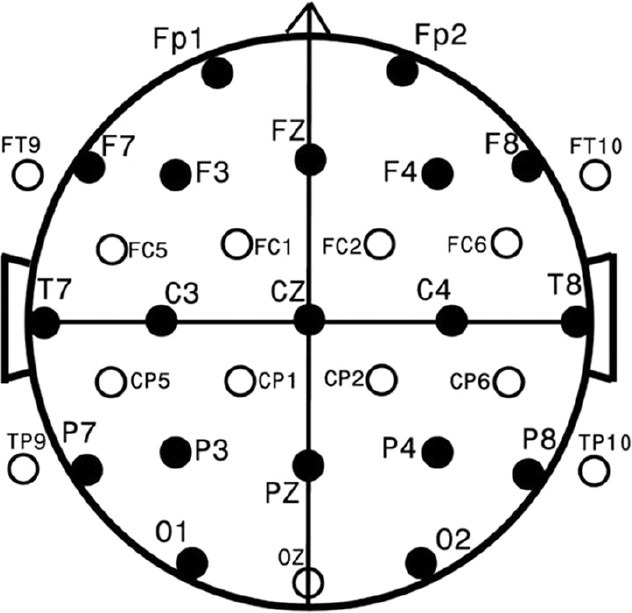 Fp1 Fp2
FT9 F7 FZ F8 FT10
F3 F4
FC5 FC1 FC2 FC6
T7 C3 CZ C4 T8
CP5 CP1 CP2 CP6
TP9 P7 P3 P4 P8 TP10
PZ
O1 OZ O2